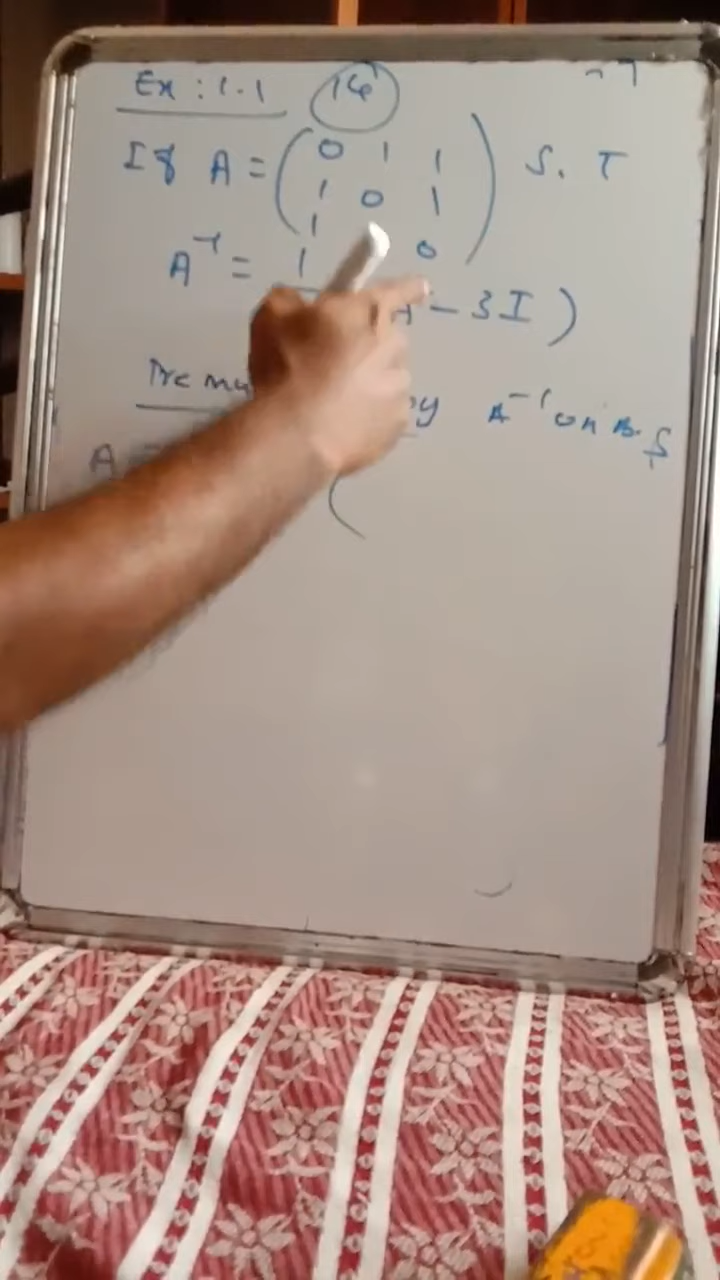 Ex : 1.1 14
If A = ( 0 1 1 S. T
1 0 1
1 0 )
A⁻¹ = 1 - 3I )
Pre mu by A⁻¹ on B.S
A (